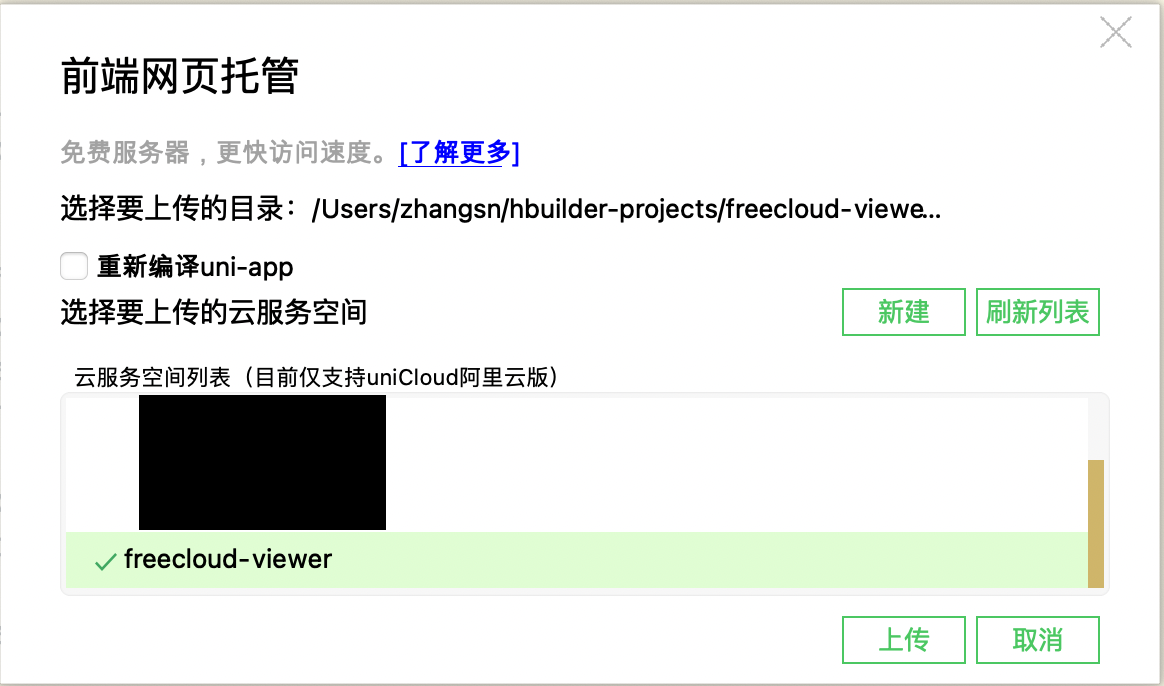 前端网页托管
免费服务器，更快访问速度。[了解更多]
选择要上传的目录：/Users/zhangsn/hbuilder-projects/freecloud-viewe...
重新编译uni-app
选择要上传的云服务空间
新建 刷新列表
云服务空间列表（目前仅支持uniCloud阿里云版）
freecloud-viewer
上传 取消